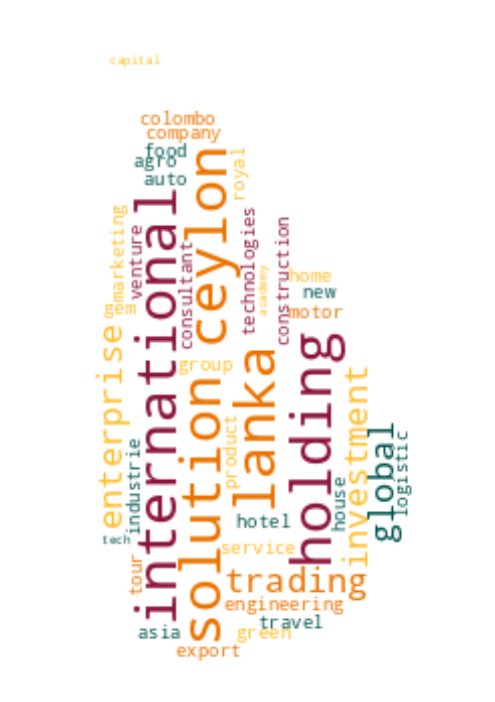 capital
colombo
company
food
agro
auto
royal
ceylon
international
marketing
venture
consultant
technologies
academy
construction
home
new
motor
gem
enterprise
group
solution
lanka
holding
product
investment
global
logistic
industrie
house
hotel
tech
service
tour
trading
engineering
travel
asia
green
export